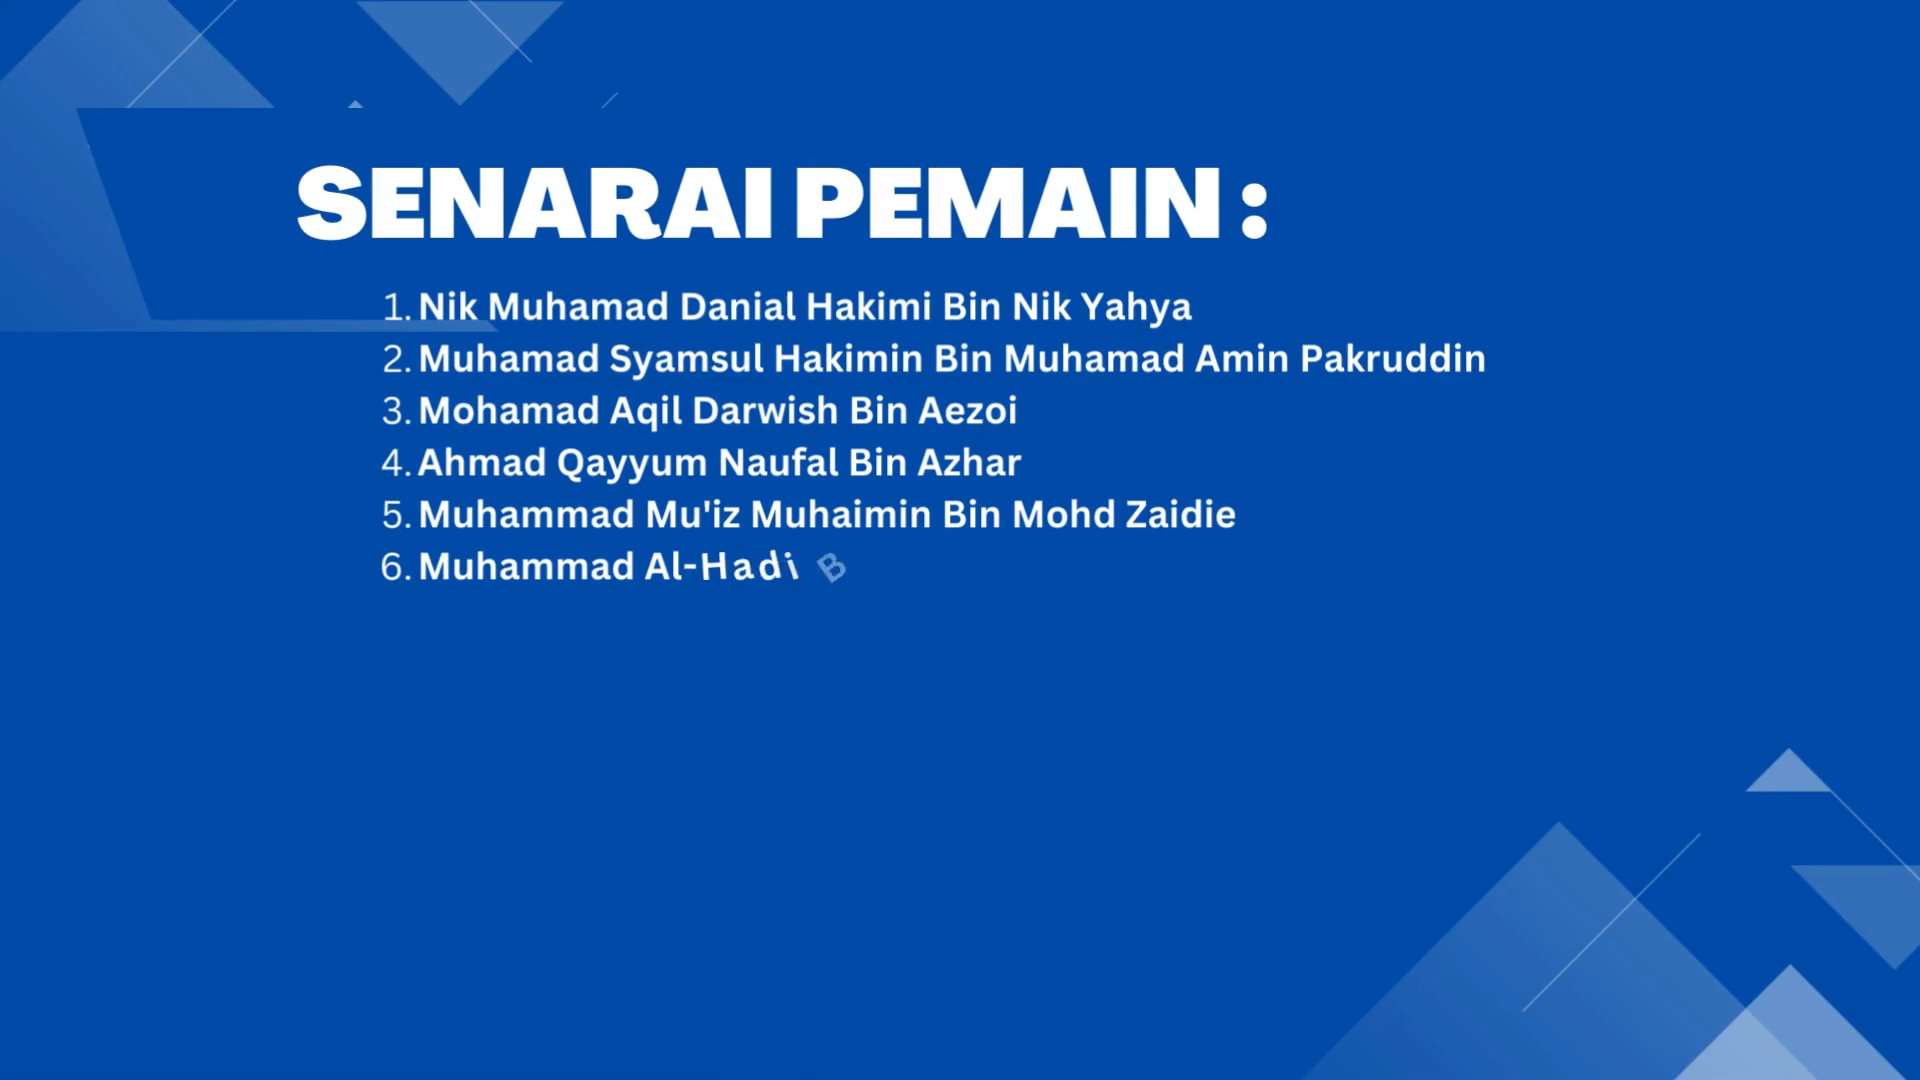 SENARAI PEMAIN :
1. Nik Muhamad Danial Hakimi Bin Nik Yahya
2. Muhamad Syamsul Hakimin Bin Muhamad Amin Pakruddin
3. Mohamad Aqil Darwish Bin Aezoi
4. Ahmad Qayyum Naufal Bin Azhar
5. Muhammad Mu'iz Muhaimin Bin Mohd Zaidie
6. Muhammad Al-Hadi B